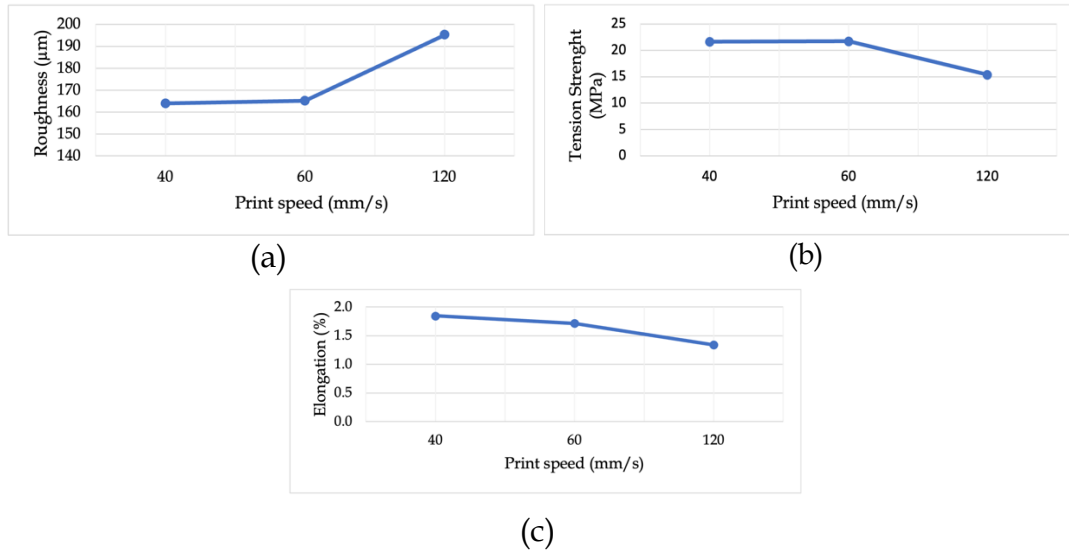 200
190
180
170
160
150
140
Roughness (µm)
40 60 120
Print speed (mm/s)
(a)
25
20
15
10
5
0
Tension Strenght
(MPa)
40 60 120
Print speed (mm/s)
(b)
2.0
1.5
1.0
0.5
0.0
Elongation (%)
40 60 120
Print speed (mm/s)
(c)